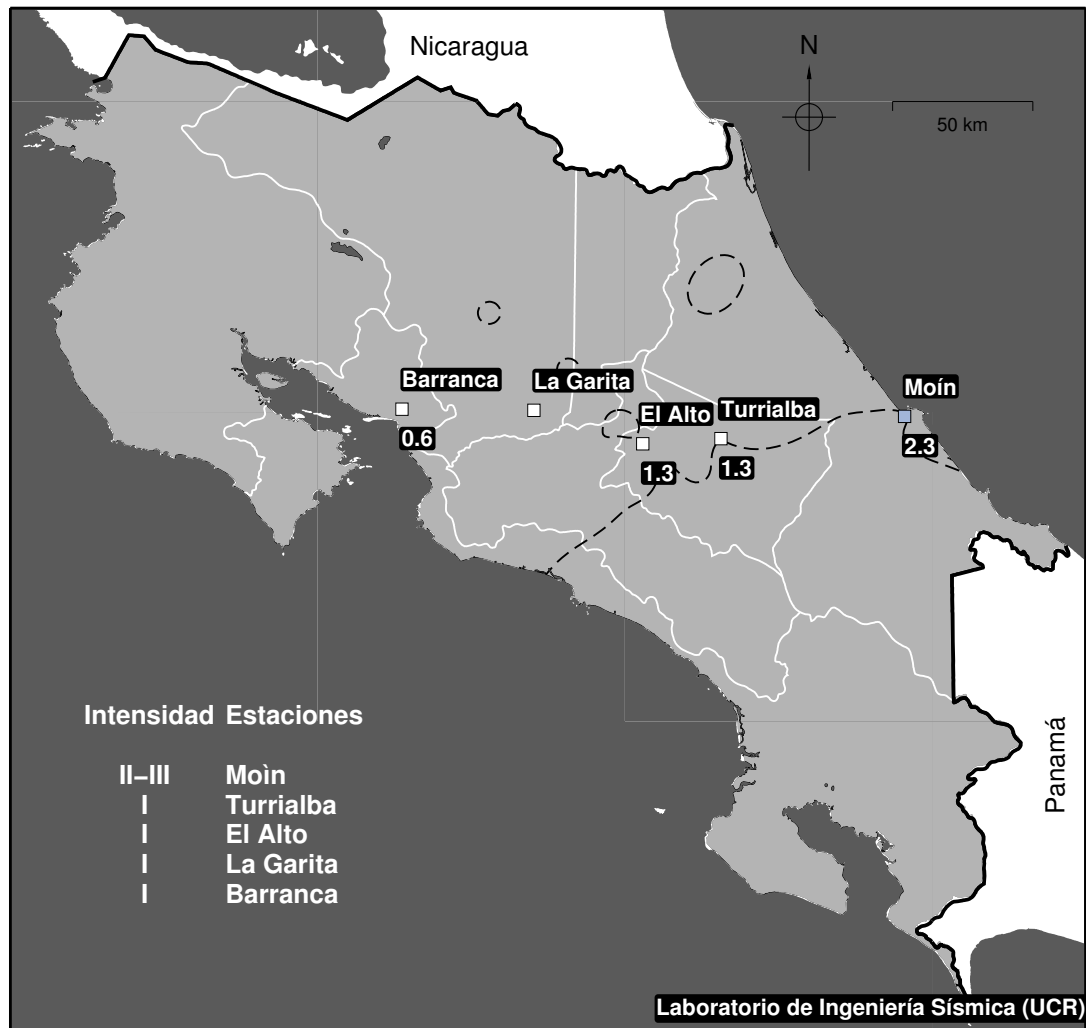 Nicaragua
N
50 km
Barranca
La Garita
El Alto
Turrialba
Moín
0.6
1.3
1.3
2.3
Panamá
Intensidad Estaciones
II–III Moìn
I Turrialba
I El Alto
I La Garita
I Barranca
Laboratorio de Ingeniería Sísmica (UCR)